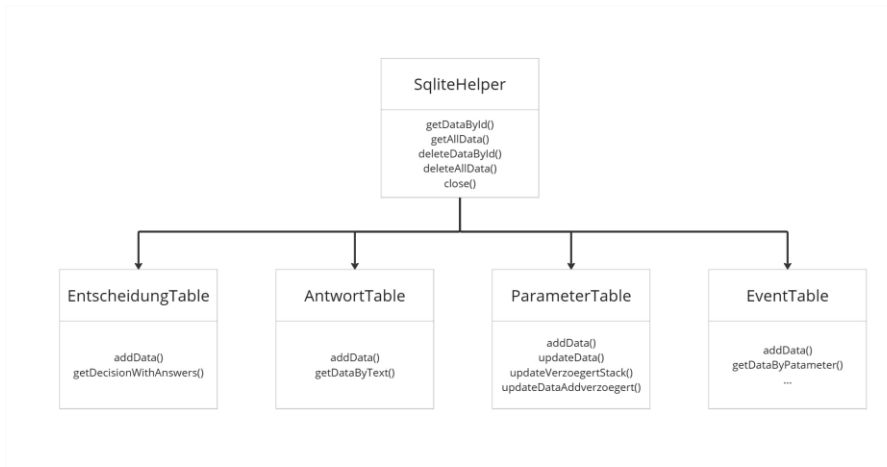 SqliteHelper
getDataById()
getAllData()
deleteDataById()
deleteAllData()
close()
EntscheidungTable
addData()
getDecisionWithAnswers()
AntwortTable
addData()
getDataByText()
ParameterTable
addData()
updateData()
updateVerzoegertStack()
updateDataAddverzoegert()
EventTable
addData()
getDataByPatameter()
...